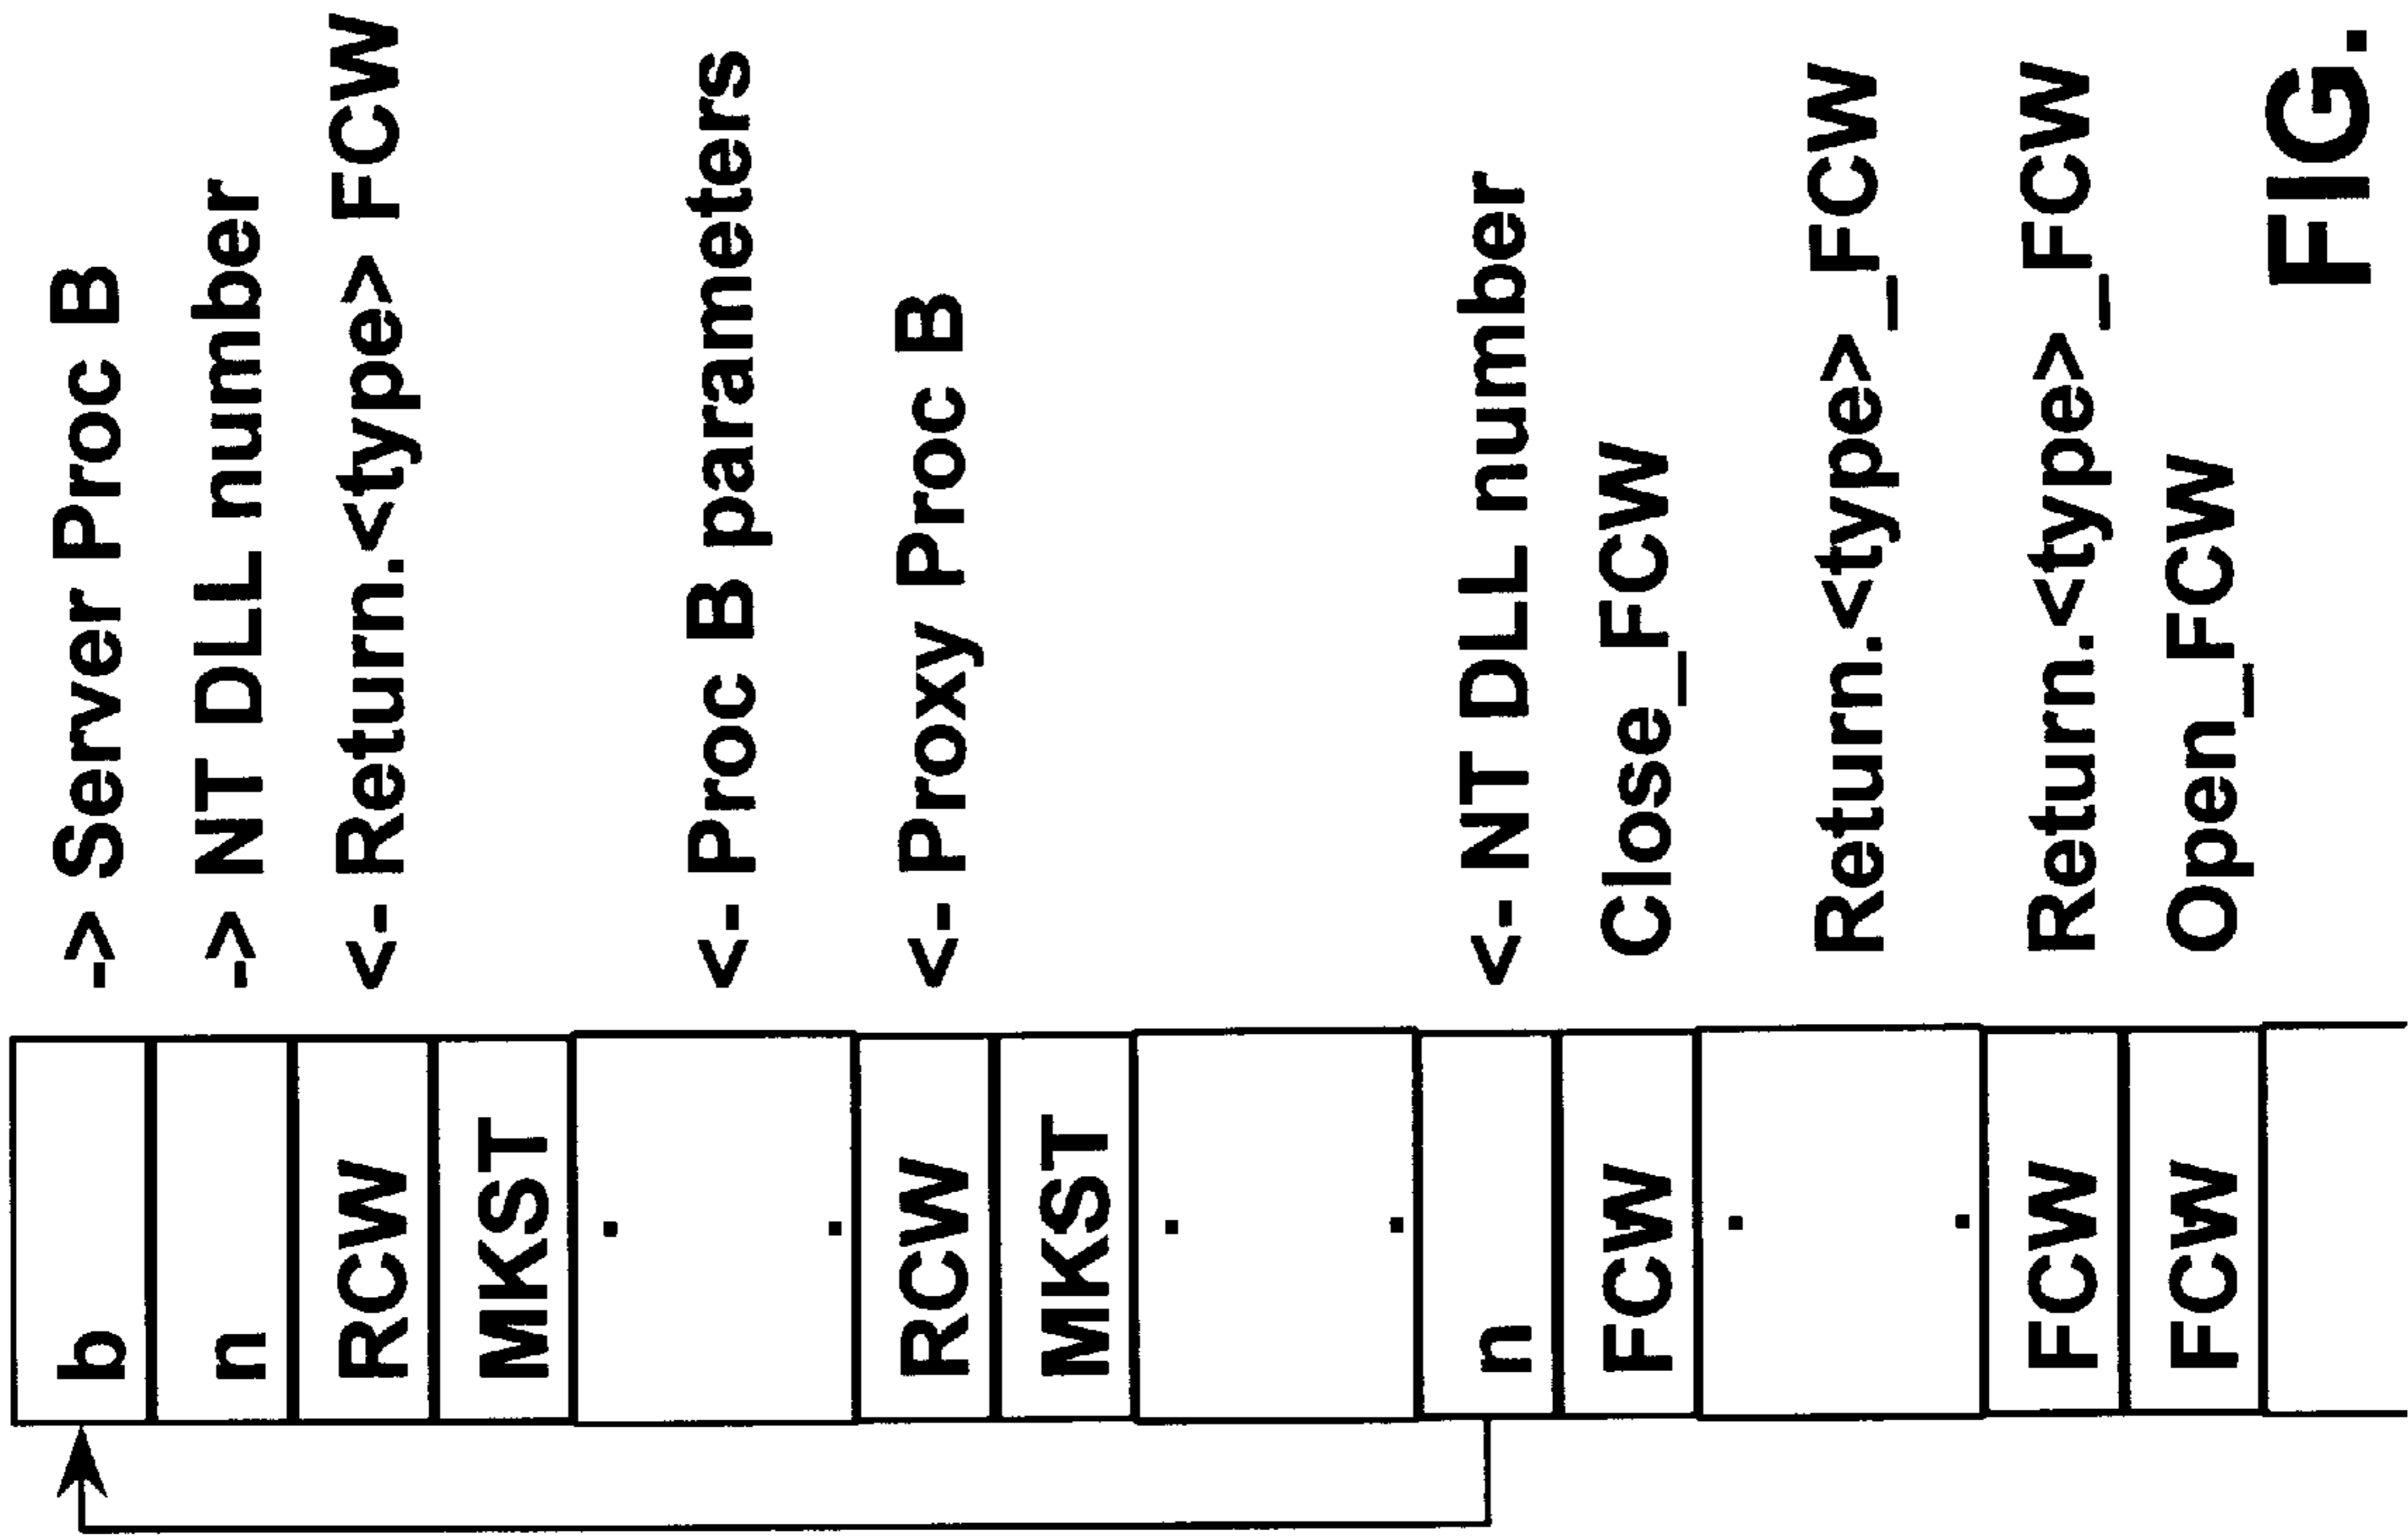 b -> Server Proc B
n -> NT DLL number
RCW <- Return.<type> FCW
MKST
.
<- Proc B parameters
.
RCW <- Proxy Proc B
MKST
.
.
n <- NT DLL number
FCW Close_FCW
.
Return.<type>_FCW
.
FCW Return.<type>_FCW
FCW Open_FCW
FIG.